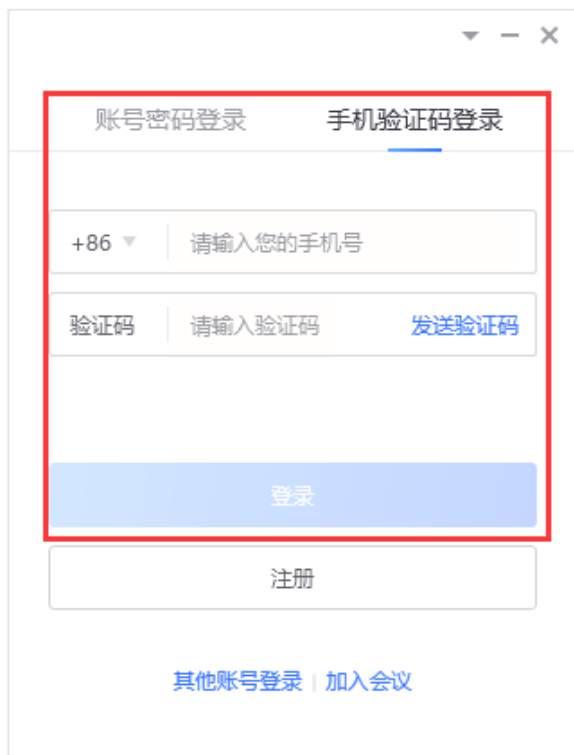 账号密码登录 手机验证码登录
+86 请输入您的手机号
验证码 请输入验证码 发送验证码
登录
注册
其他账号登录 | 加入会议